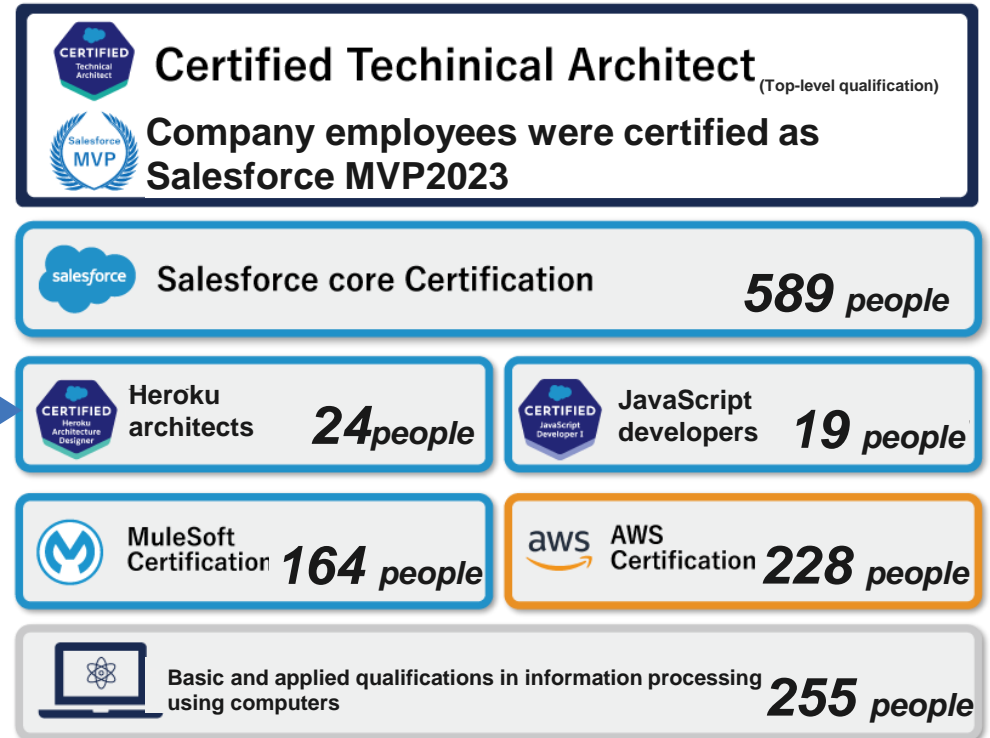 CERTIFIED
Technical
Architect
Certified Techinical Architect (Top-level qualification)
Salesforce
MVP
Company employees were certified as
Salesforce MVP2023
salesforce
Salesforce core Certification
589 people
CERTIFIED
Heroku
Architecture
Designer
Heroku
architects
24people
CERTIFIED
JavaScript
Developer I
JavaScript
developers
19 people
MuleSoft
Certification
164 people
aws
AWS
Certification
228 people
Basic and applied qualifications in information processing
using computers
255 people